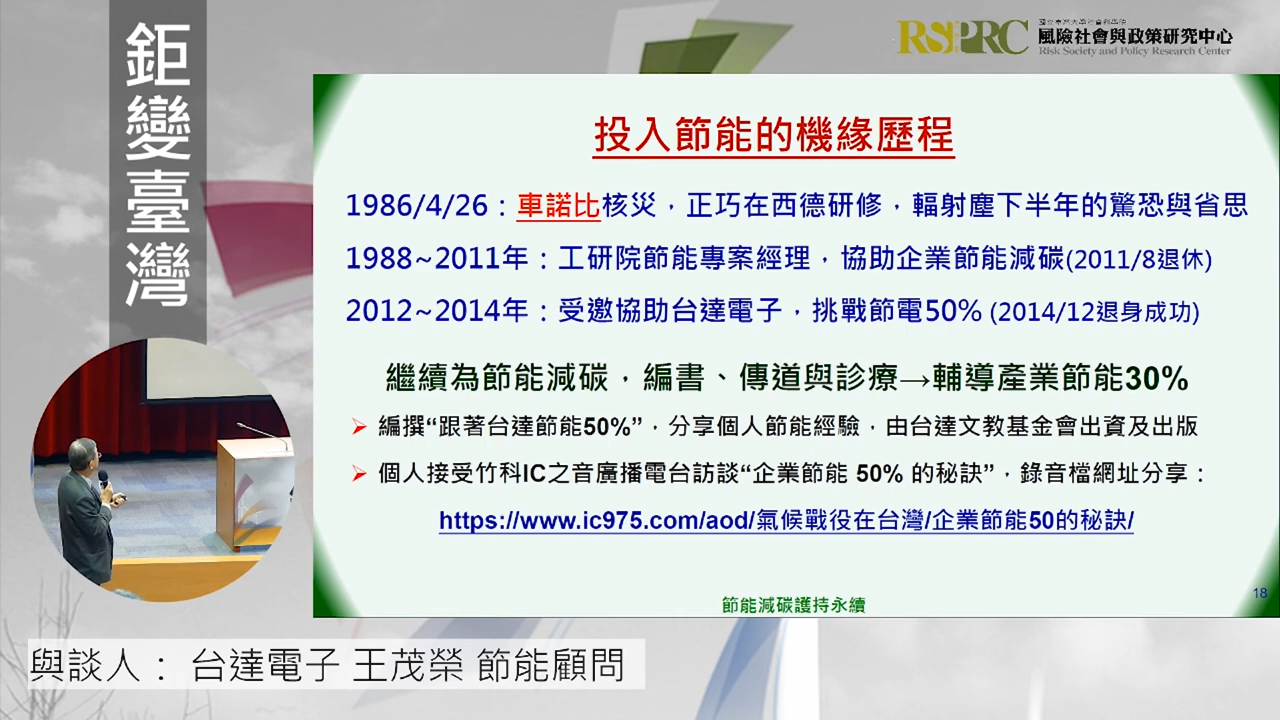 鉅變臺灣
RSPRC
國立臺灣大學社會科學院
風險社會與政策研究中心
Risk Society and Policy Research Center
投入節能的機緣歷程
1986/4/26：車諾比核災，正巧在西德研修，輻射塵下半年的驚恐與省思
1988~2011年：工研院節能專案經理，協助企業節能減碳(2011/8退休)
2012~2014年：受邀協助台達電子，挑戰節電50% (2014/12退身成功)
繼續為節能減碳，編書、傳道與診療→輔導產業節能30%
➢ 編撰“跟著台達節能50%”，分享個人節能經驗，由台達文教基金會出資及出版
➢ 個人接受竹科IC之音廣播電台訪談“企業節能 50% 的秘訣”，錄音檔網址分享：
https://www.ic975.com/aod/氣候戰役在台灣/企業節能50的秘訣/
節能減碳護持永續
18
與談人： 台達電子 王茂榮 節能顧問